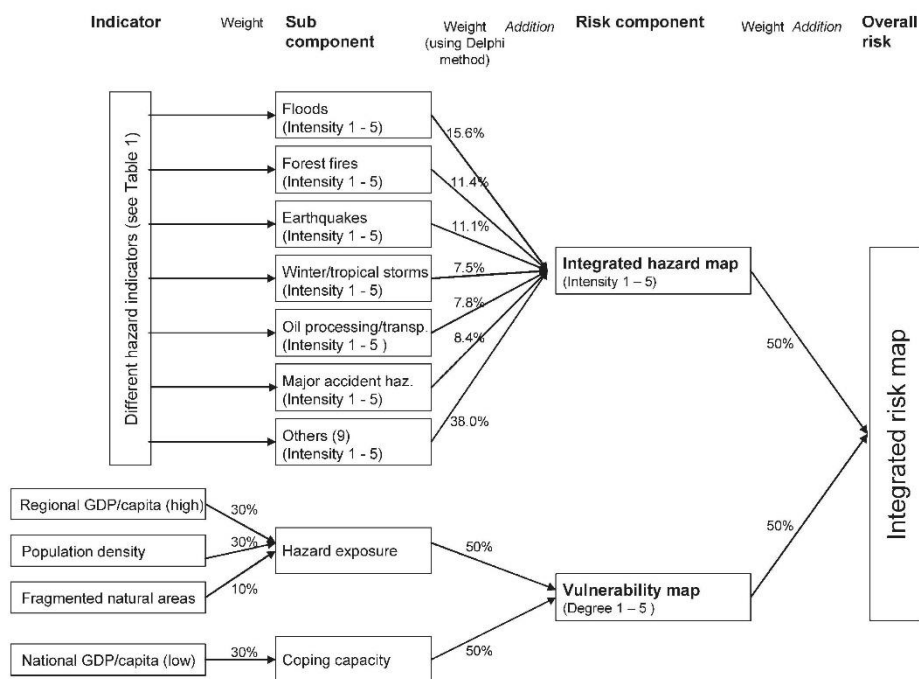 Indicator
Weight
Sub
component
Weight
(using Delphi
method)
Addition
Risk component
Weight
Addition
Overall
risk
Different hazard indicators (see Table 1)
Floods
(Intensity 1 - 5)
15.6%
Forest fires
(Intensity 1 - 5)
11.4%
Earthquakes
(Intensity 1 - 5)
11.1%
Winter/tropical storms
(Intensity 1 - 5)
7.5%
Oil processing/transp.
(Intensity 1 - 5 )
7.8%
Major accident haz.
(Intensity 1 - 5)
8.4%
Others (9)
(Intensity 1 - 5)
38.0%
Integrated hazard map
(Intensity 1 – 5)
50%
Integrated risk map
Regional GDP/capita (high)
30%
Population density
30%
Fragmented natural areas
10%
Hazard exposure
50%
National GDP/capita (low)
30%
Coping capacity
50%
Vulnerability map
(Degree 1 – 5 )
50%